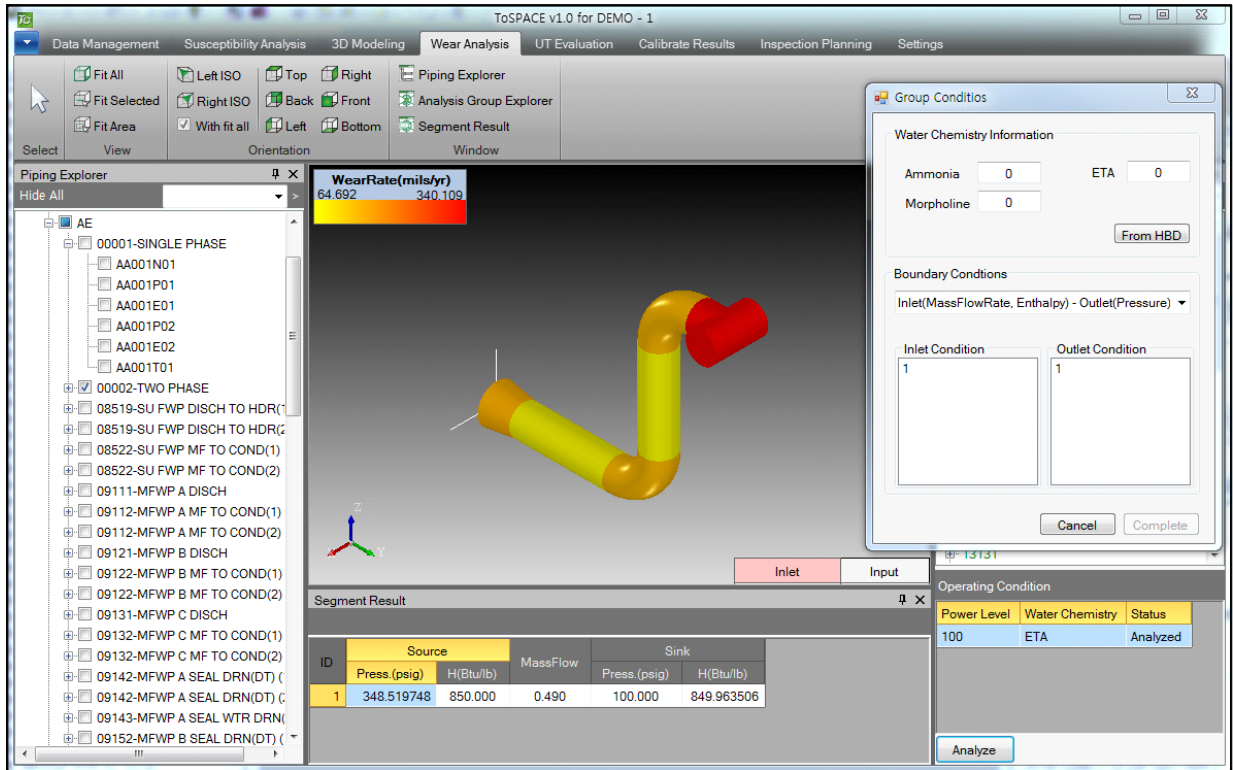 ToSPACE v1.0 for DEMO - 1
Data Management Susceptibility Analysis 3D Modeling Wear Analysis UT Evaluation Calibrate Results Inspection Planning Settings
Fit All Left ISO Top Right Piping Explorer
Fit Selected Right ISO Back Front Analysis Group Explorer
Fit Area With fit all Left Bottom Segment Result
Select View Orientation Window
Piping Explorer
Hide All
AE
00001-SINGLE PHASE
AA001N01
AA001P01
AA001E01
AA001P02
AA001E02
AA001T01
00002-TWO PHASE
08519-SU FWP DISCH TO HDR(1
08519-SU FWP DISCH TO HDR(2
08522-SU FWP MF TO COND(1)
08522-SU FWP MF TO COND(2)
09111-MFWP A DISCH
09112-MFWP A MF TO COND(1)
09112-MFWP A MF TO COND(2)
09121-MFWP B DISCH
09122-MFWP B MF TO COND(1)
09122-MFWP B MF TO COND(2)
09131-MFWP C DISCH
09132-MFWP C MF TO COND(1)
09132-MFWP C MF TO COND(2)
09142-MFWP A SEAL DRN(DT) (
09142-MFWP A SEAL DRN(DT) (
09143-MFWP A SEAL WTR DRN(
09152-MFWP B SEAL DRN(DT) (
WearRate(mils/yr)
64.692 340.109
Z
Y
Inlet Input
Segment Result
ID Source MassFlow Sink
Press.(psig) H(Btu/lb) Press.(psig) H(Btu/lb)
1 348.519748 850.000 0.490 100.000 849.963506
Group Conditios
Water Chemistry Information
Ammonia 0 ETA 0
Morpholine 0
From HBD
Boundary Condtions
Inlet(MassFlowRate, Enthalpy) - Outlet(Pressure)
Inlet Condition Outlet Condition
1 1
Cancel Complete
13131
Operating Condition
Power Level Water Chemistry Status
100 ETA Analyzed
Analyze